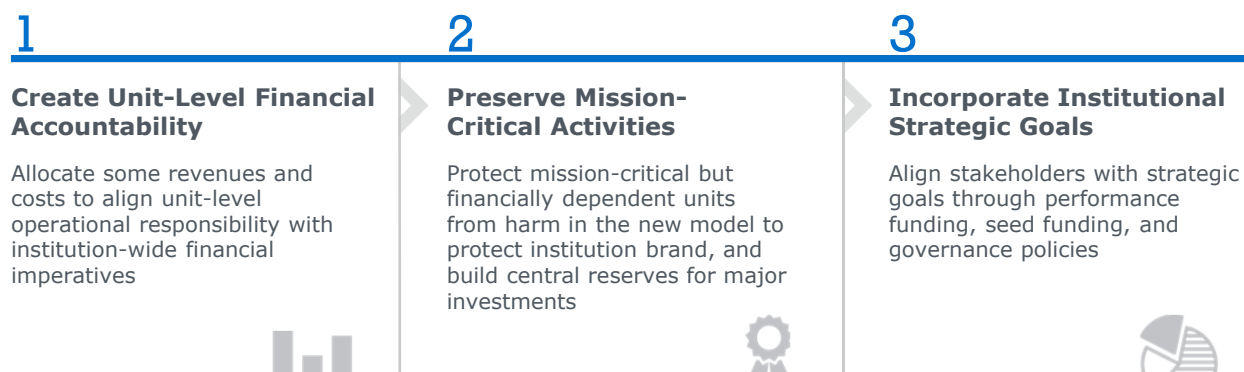 1
Create Unit-Level Financial
Accountability
Allocate some revenues and
costs to align unit-level
operational responsibility with
institution-wide financial
imperatives
2
Preserve Mission-
Critical Activities
Protect mission-critical but
financially dependent units
from harm in the new model to
protect institution brand, and
build central reserves for major
investments
3
Incorporate Institutional
Strategic Goals
Align stakeholders with strategic
goals through performance
funding, seed funding, and
governance policies